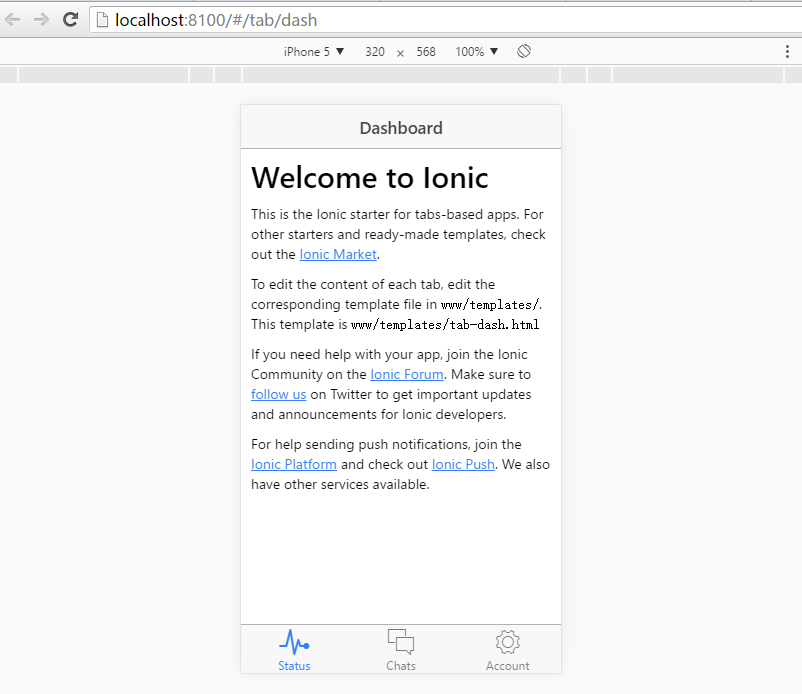 localhost:8100/#/tab/dash
iPhone 5 ▼ 320 × 568 100% ▼
Dashboard
Welcome to Ionic
This is the Ionic starter for tabs-based apps. For
other starters and ready-made templates, check
out the Ionic Market.
To edit the content of each tab, edit the
corresponding template file in www/templates/.
This template is www/templates/tab-dash.html
If you need help with your app, join the Ionic
Community on the Ionic Forum. Make sure to
follow us on Twitter to get important updates
and announcements for Ionic developers.
For help sending push notifications, join the
Ionic Platform and check out Ionic Push. We also
have other services available.
Status Chats Account